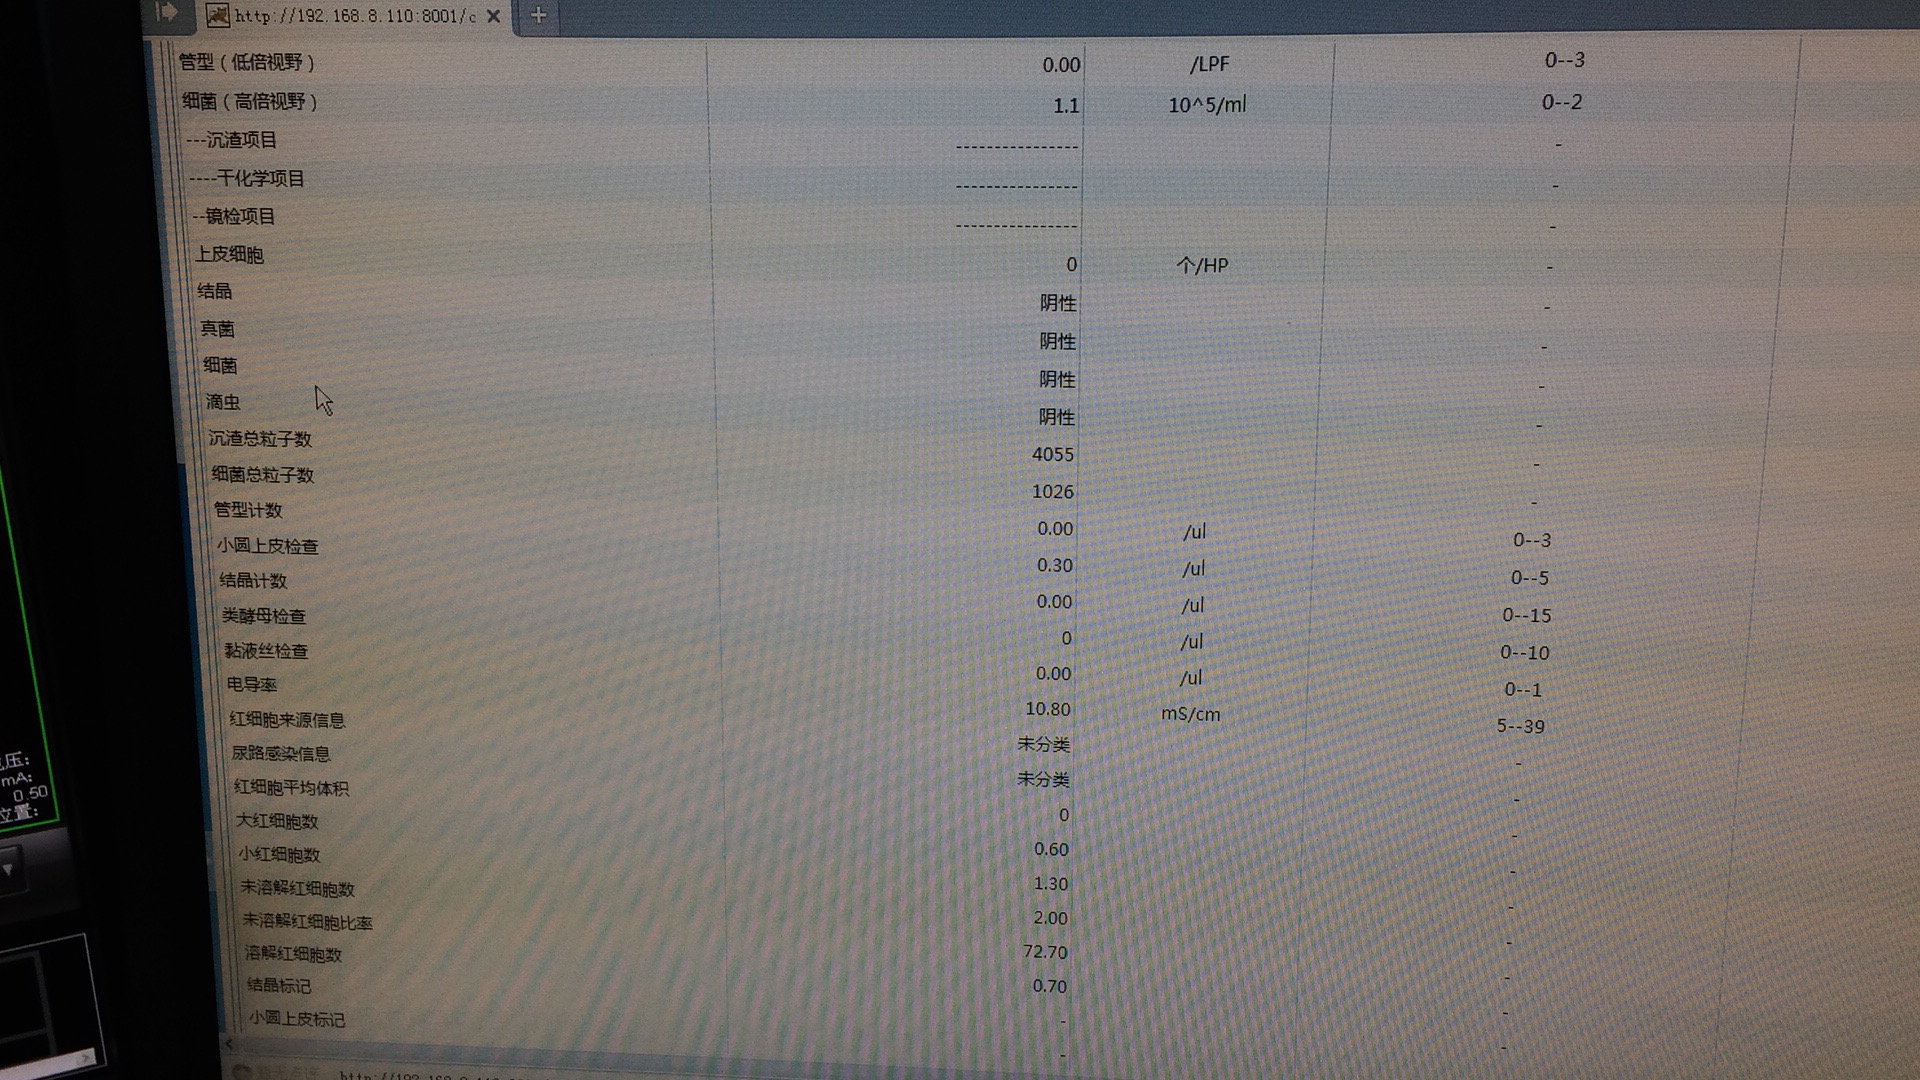 http://192.168.8.110:8001/c
管型（低倍视野） 0.00 /LPF 0--3
细菌（高倍视野） 1.1 10^5/ml 0--2
---沉渣项目 ---------------- -
----干化学项目 ---------------- -
--镜检项目 ---------------- -
上皮细胞 0 个/HP -
结晶 阴性 -
真菌 阴性 -
细菌 阴性 -
滴虫 阴性 -
沉渣总粒子数 4055 -
细菌总粒子数 1026 -
管型计数 0.00 /ul 0--3
小圆上皮检查 0.30 /ul 0--5
结晶计数 0.00 /ul 0--15
类酵母检查 0 /ul 0--10
黏液丝检查 0.00 /ul 0--1
电导率 10.80 mS/cm 5--39
红细胞来源信息 未分类 -
尿路感染信息 未分类 -
红细胞平均体积 0 -
大红细胞数 0.60 -
小红细胞数 1.30 -
未溶解红细胞数 2.00 -
未溶解红细胞比率 72.70 -
溶解红细胞数 0.70 -
结晶标记 - -
小圆上皮标记 - -
压:
mA:
0.50
位置: